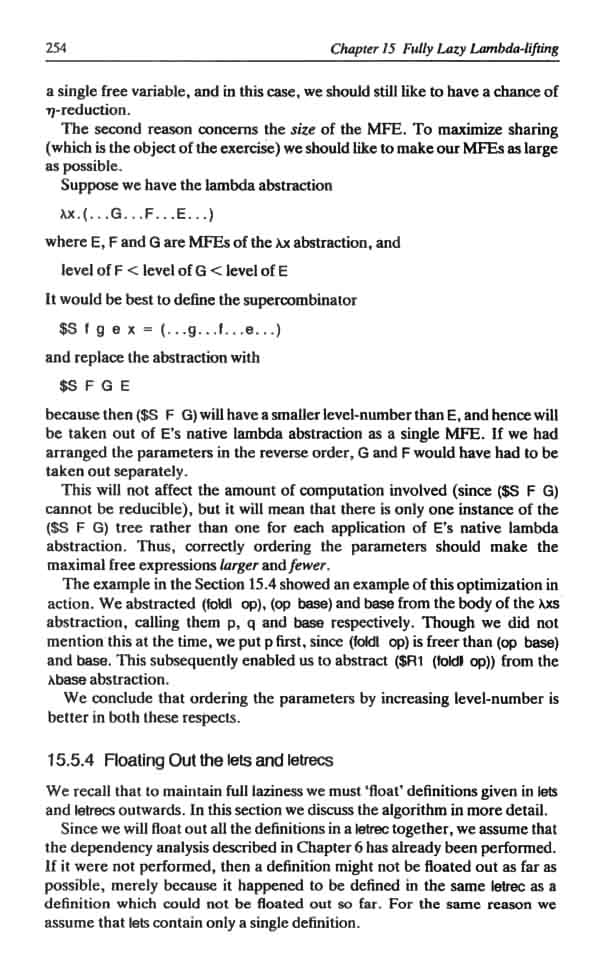 254 Chapter 15 Fully Lazy Lambda-lifting
a single free variable, and in this case, we should still like to have a chance of
η-reduction.
The second reason concerns the size of the MFE. To maximize sharing
(which is the object of the exercise) we should like to make our MFEs as large
as possible.
Suppose we have the lambda abstraction
λx.(...G...F...E...)
where E, F and G are MFEs of the λx abstraction, and
level of F < level of G < level of E
It would be best to define the supercombinator
$S f g e x = (...g...f...e...)
and replace the abstraction with
$S F G E
because then ($S F G) will have a smaller level-number than E, and hence will
be taken out of E's native lambda abstraction as a single MFE. If we had
arranged the parameters in the reverse order, G and F would have had to be
taken out separately.
This will not affect the amount of computation involved (since ($S F G)
cannot be reducible), but it will mean that there is only one instance of the
($S F G) tree rather than one for each application of E's native lambda
abstraction. Thus, correctly ordering the parameters should make the
maximal free expressions larger and fewer.
The example in the Section 15.4 showed an example of this optimization in
action. We abstracted (foldl op), (op base) and base from the body of the λxs
abstraction, calling them p, q and base respectively. Though we did not
mention this at the time, we put p first, since (foldl op) is freer than (op base)
and base. This subsequently enabled us to abstract ($R1 (foldl op)) from the
λbase abstraction.
We conclude that ordering the parameters by increasing level-number is
better in both these respects.
15.5.4 Floating Out the lets and letrecs
We recall that to maintain full laziness we must 'float' definitions given in lets
and letrecs outwards. In this section we discuss the algorithm in more detail.
Since we will float out all the definitions in a letrec together, we assume that
the dependency analysis described in Chapter 6 has already been performed.
If it were not performed, then a definition might not be floated out as far as
possible, merely because it happened to be defined in the same letrec as a
definition which could not be floated out so far. For the same reason we
assume that lets contain only a single definition.